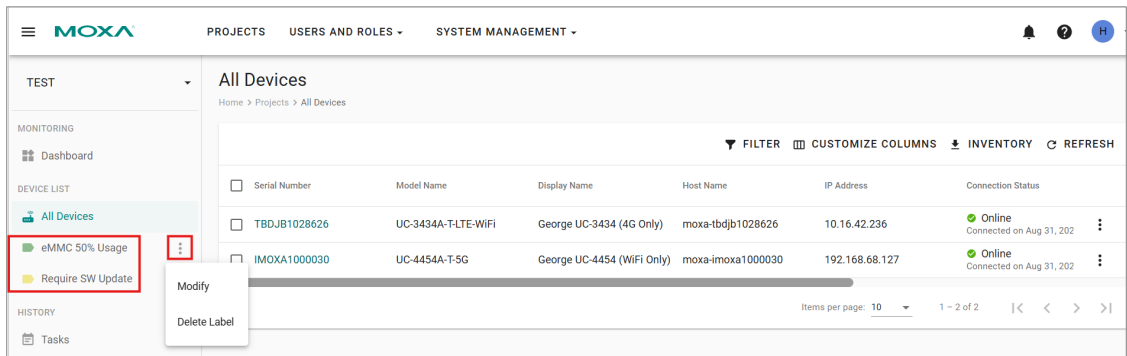 MOXA PROJECTS USERS AND ROLES SYSTEM MANAGEMENT H
TEST
All Devices
Home > Projects > All Devices
MONITORING
Dashboard
FILTER CUSTOMIZE COLUMNS INVENTORY REFRESH
DEVICE LIST
Serial Number Model Name Display Name Host Name IP Address Connection Status
All Devices
TBDJB1028626 UC-3434A-T-LTE-WiFi George UC-3434 (4G Only) moxa-tbdjb1028626 10.16.42.236 Online
Connected on Aug 31, 202
eMMC 50% Usage
IMOXA1000030 UC-4454A-T-5G George UC-4454 (WiFi Only) moxa-imoxa1000030 192.168.68.127 Online
Connected on Aug 31, 202
Require SW Update
Modify
Delete Label
Items per page: 10 1 – 2 of 2
HISTORY
Tasks